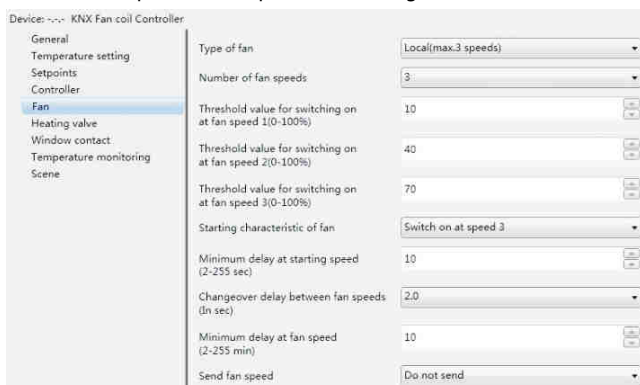 Device: -.-.- KNX Fan coil Controller
General
Temperature setting
Setpoints
Controller
Fan
Heating valve
Window contact
Temperature monitoring
Scene
Type of fan
Local(max.3 speeds)
Number of fan speeds
3
Threshold value for switching on
at fan speed 1(0-100%)
10
Threshold value for switching on
at fan speed 2(0-100%)
40
Threshold value for switching on
at fan speed 3(0-100%)
70
Starting characteristic of fan
Switch on at speed 3
Minimum delay at starting speed
(2-255 sec)
10
Changeover delay between fan speeds
(In sec)
2.0
Minimum delay at fan speed
(2-255 min)
10
Send fan speed
Do not send